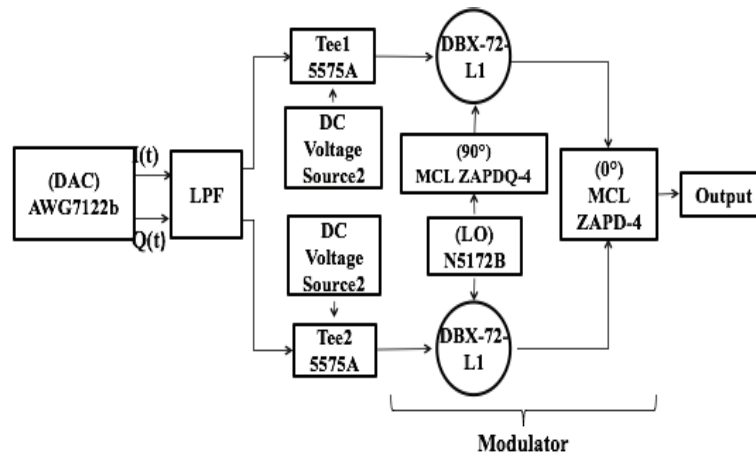 (DAC)
AWG7122b
I(t)
Q(t)
LPF
Tee1
5575A
DC
Voltage
Source2
DC
Voltage
Source2
Tee2
5575A
DBX-72-
L1
(90°)
MCL ZAPDQ-4
(LO)
N5172B
DBX-72-
L1
(0°)
MCL
ZAPD-4
Output
Modulator